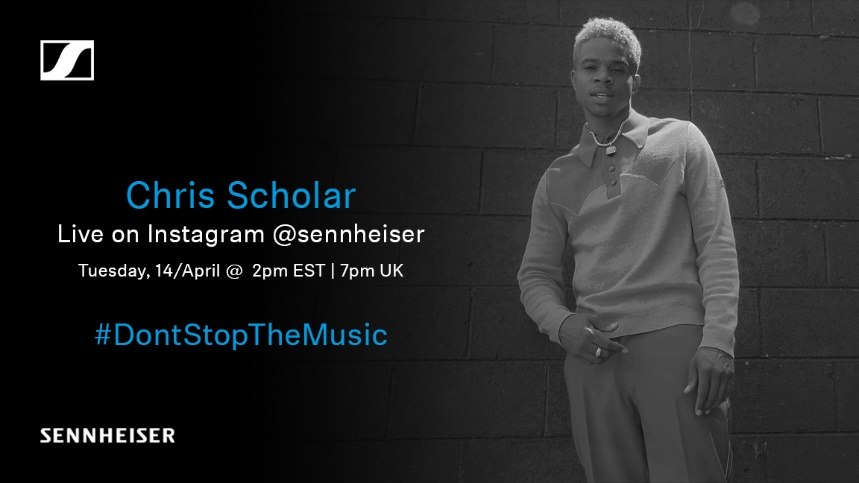 Chris Scholar
Live on Instagram @sennheiser
Tuesday, 14/April @ 2pm EST | 7pm UK
#DontStopTheMusic
SENNHEISER